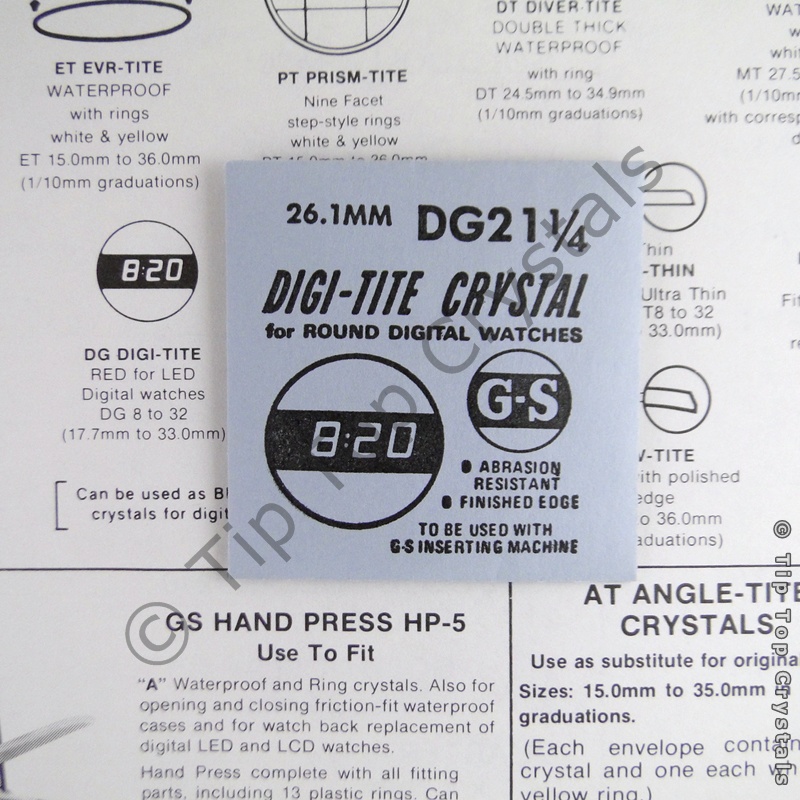 ET EVR-TITE
WATERPROOF
with rings
white & yellow
ET 15.0mm to 36.0mm
(1/10mm graduations)
PT PRISM-TITE
Nine Facet
step-style rings
white & yellow
DT DIVER-TITE
DOUBLE THICK
WATERPROOF
with ring
DT 24.5mm to 34.9mm
(1/10mm graduations)
MT 27.5
(1/10mm
with corresp
8:20
DG DIGI-TITE
RED for LED
Digital watches
DG 8 to 32
(17.7mm to 33.0mm)
Can be used as
crystals for
26.1MM DG21¼
DIGI-TITE CRYSTAL
for ROUND DIGITAL WATCHES
8:20
G-S
• ABRASION
RESISTANT
• FINISHED EDGE
TO BE USED WITH
G-S INSERTING MACHINE
-THIN
Ultra Thin
T8 to 32
33.0mm)
-TITE
with polished
edge
to 36.0mm
GS HAND PRESS HP-5
Use To Fit
"A" Waterproof and Ring crystals. Also for
opening and closing friction-fit waterproof
cases and for watch back replacement of
digital LED and LCD watches.
Hand Press complete with all fitting
parts, including 13 plastic rings. Can
AT ANGLE-TITE
CRYSTALS
Use as substitute for origina
Sizes: 15.0mm to 35.0mm
graduations.
(Each envelope contain
crystal and one each
yellow ring.)
© Tip Top Crystals
© Tip Top Crystals